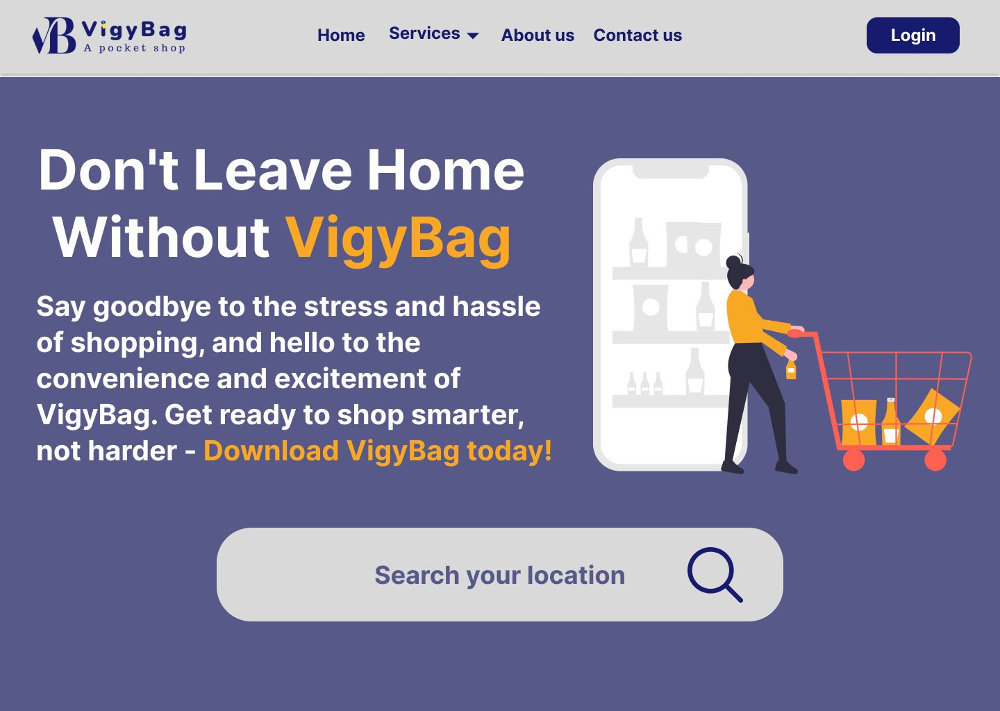 VigyBag
A pocket shop
Home Services About us Contact us Login
Don't Leave Home
Without VigyBag
Say goodbye to the stress and hassle
of shopping, and hello to the
convenience and excitement of
VigyBag. Get ready to shop smarter,
not harder - Download VigyBag today!
Search your location